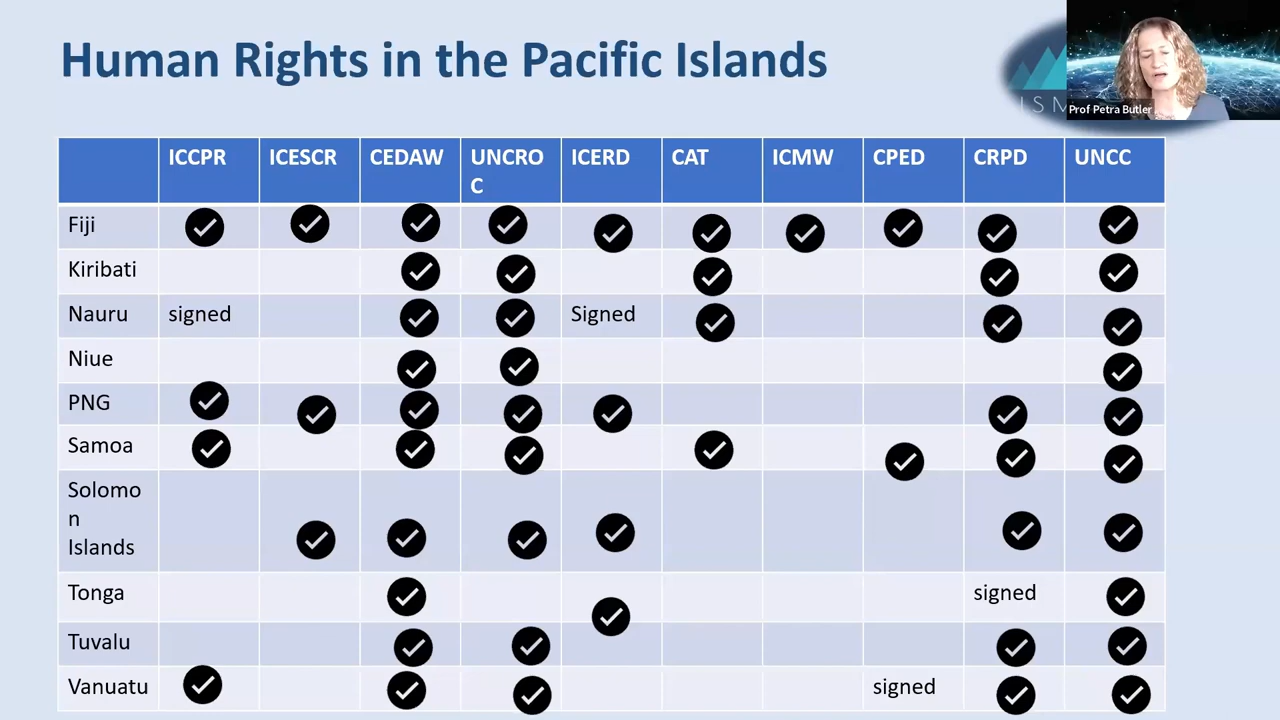 Human Rights in the Pacific Islands
ISM
Prof Petra Butler
ICCPR ICESCR CEDAW UNCRO ICERD CAT ICMW CPED CRPD UNCC
C
Fiji
Kiribati
Nauru signed Signed
Niue
PNG
Samoa
Solomo
n
Islands
Tonga signed
Tuvalu
Vanuatu signed